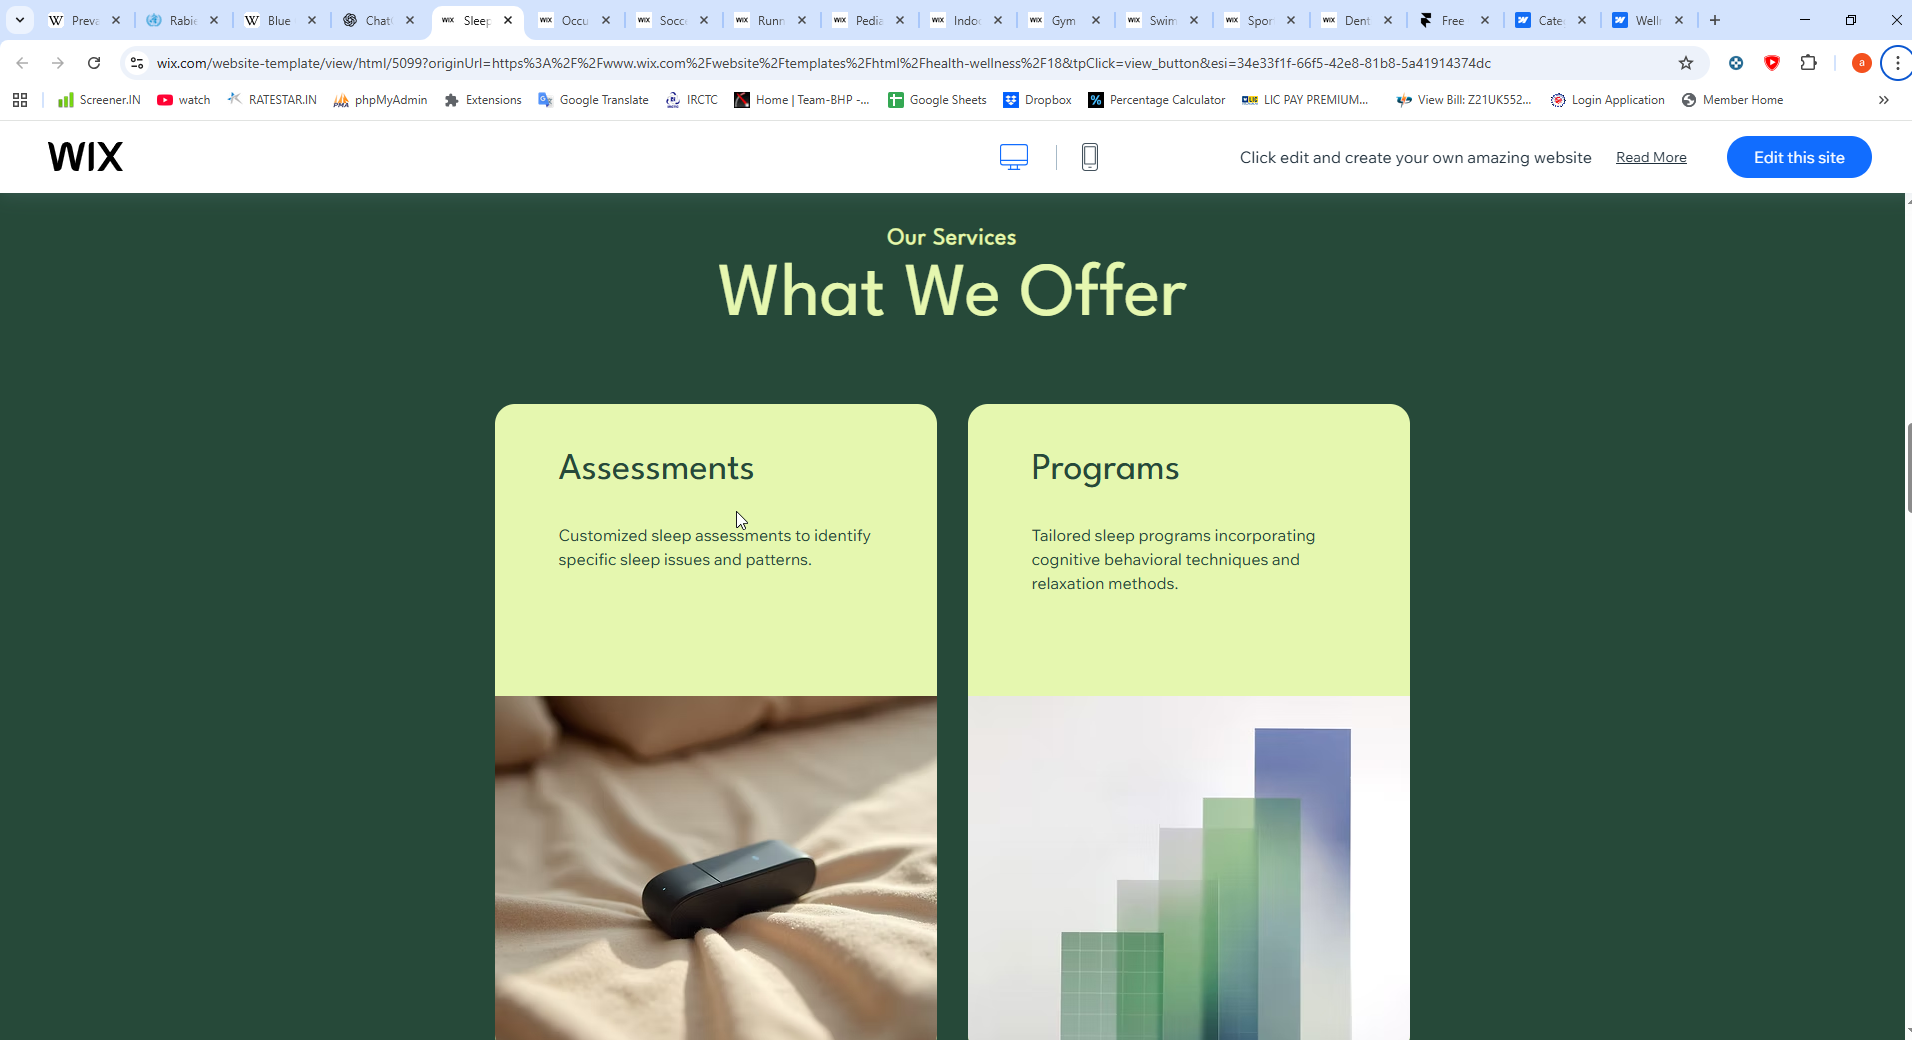 Preva
Rabie
Blue
Chat
Sleep
Occu
Socc
Runn
Pedia
Indoo
Gym
Swim
Spor
Dent
Free
Cate
Well
wix.com/website-template/view/html/5099?originUrl=https%3A%2F%2Fwww.wix.com%2Fwebsite%2Ftemplates%2Fhtml%2Fhealth-wellness%2F18&tpClick=view_button&esi=34e33f1f-66f5-42e8-81b8-5a41914374dc
a
Screener.IN
watch
RATESTAR.IN
phpMyAdmin
Extensions
Google Translate
IRCTC
Home | Team-BHP -...
Google Sheets
Dropbox
Percentage Calculator
LIC PAY PREMIUM...
View Bill: Z21UK552...
Login Application
Member Home
WIX
Click edit and create your own amazing website
Read More
Edit this site
Our Services
What We Offer
Assessments
Customized sleep assessments to identify
specific sleep issues and patterns.
Programs
Tailored sleep programs incorporating
cognitive behavioral techniques and
relaxation methods.